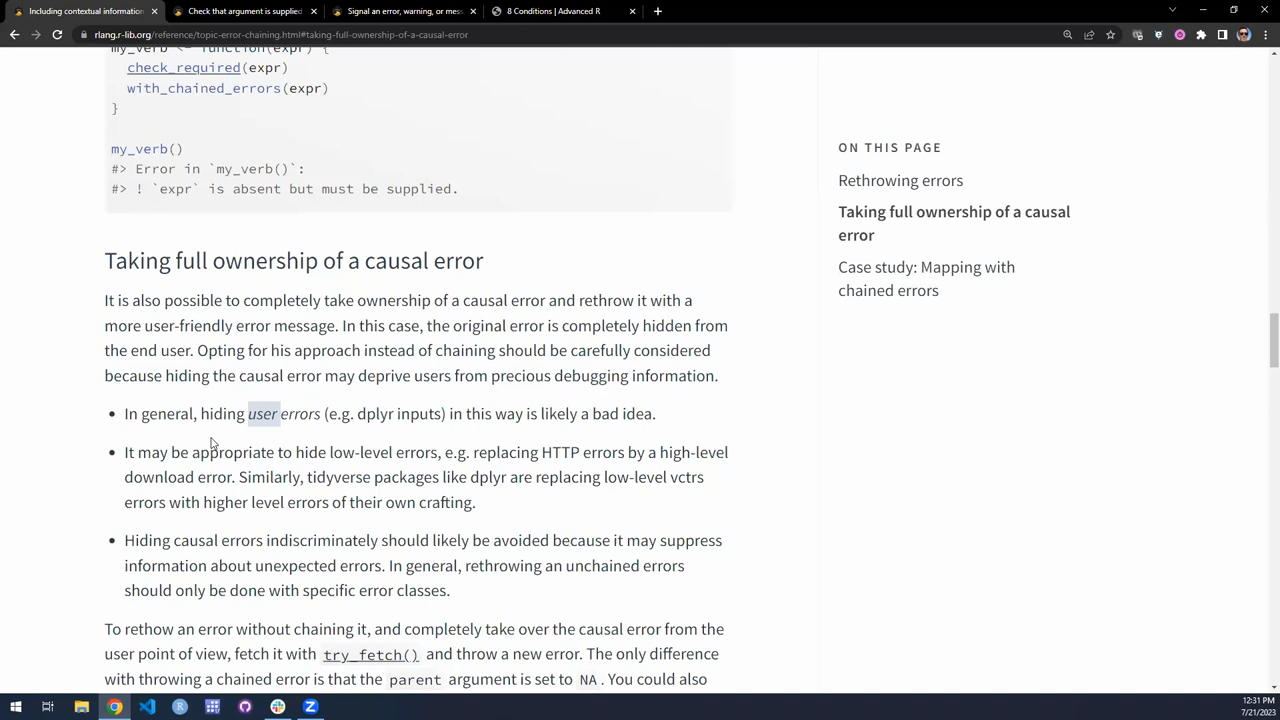 Including contextual information
Check that argument is supplied
Signal an error, warning, or mess
8 Conditions | Advanced R
rlang.r-lib.org/reference/topic-error-chaining.html#taking-full-ownership-of-a-causal-error
my_verb <- function(expr) {
check_required(expr)
with_chained_errors(expr)
}
my_verb()
#> Error in `my_verb()`:
#> ! `expr` is absent but must be supplied.
Taking full ownership of a causal error
It is also possible to completely take ownership of a causal error and rethrow it with a
more user-friendly error message. In this case, the original error is completely hidden from
the end user. Opting for his approach instead of chaining should be carefully considered
because hiding the causal error may deprive users from precious debugging information.
• In general, hiding user errors (e.g. dplyr inputs) in this way is likely a bad idea.
• It may be appropriate to hide low-level errors, e.g. replacing HTTP errors by a high-level
download error. Similarly, tidyverse packages like dplyr are replacing low-level vctrs
errors with higher level errors of their own crafting.
• Hiding causal errors indiscriminately should likely be avoided because it may suppress
information about unexpected errors. In general, rethrowing an unchained errors
should only be done with specific error classes.
To rethow an error without chaining it, and completely take over the causal error from the
user point of view, fetch it with try_fetch() and throw a new error. The only difference
with throwing a chained error is that the parent argument is set to NA. You could also
ON THIS PAGE
Rethrowing errors
Taking full ownership of a causal
error
Case study: Mapping with
chained errors
12:31 PM
7/21/2023